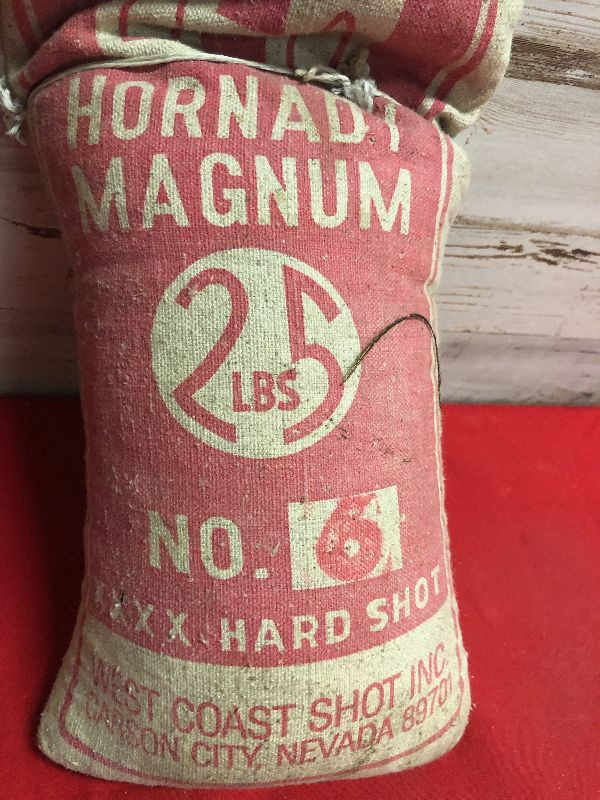 HORNADY
MAGNUM
25
LBS
NO. 6
XXXX HARD SHOT
WEST COAST SHOT INC.
CARSON CITY, NEVADA 89701